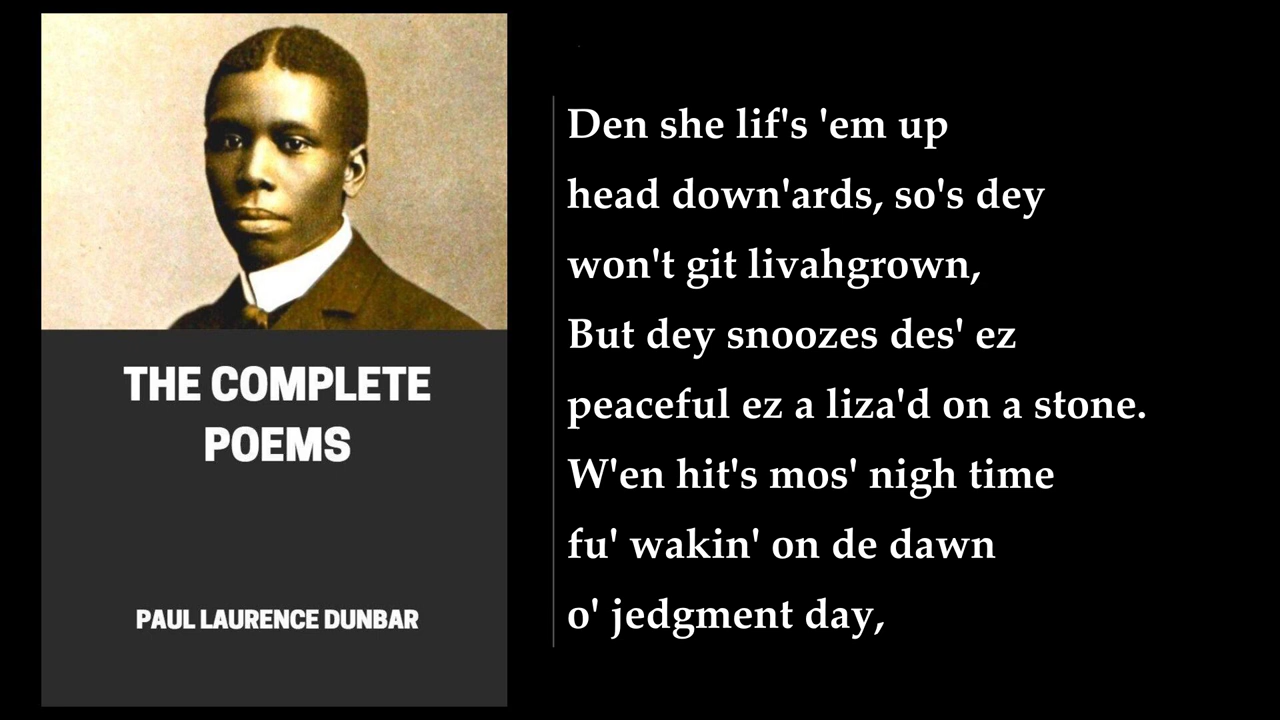 THE COMPLETE
POEMS
PAUL LAURENCE DUNBAR
Den she lif's 'em up
head down'ards, so's dey
won't git livahgrown,
But dey snoozes des' ez
peaceful ez a liza'd on a stone.
W'en hit's mos' nigh time
fu' wakin' on de dawn
o' jedgment day,